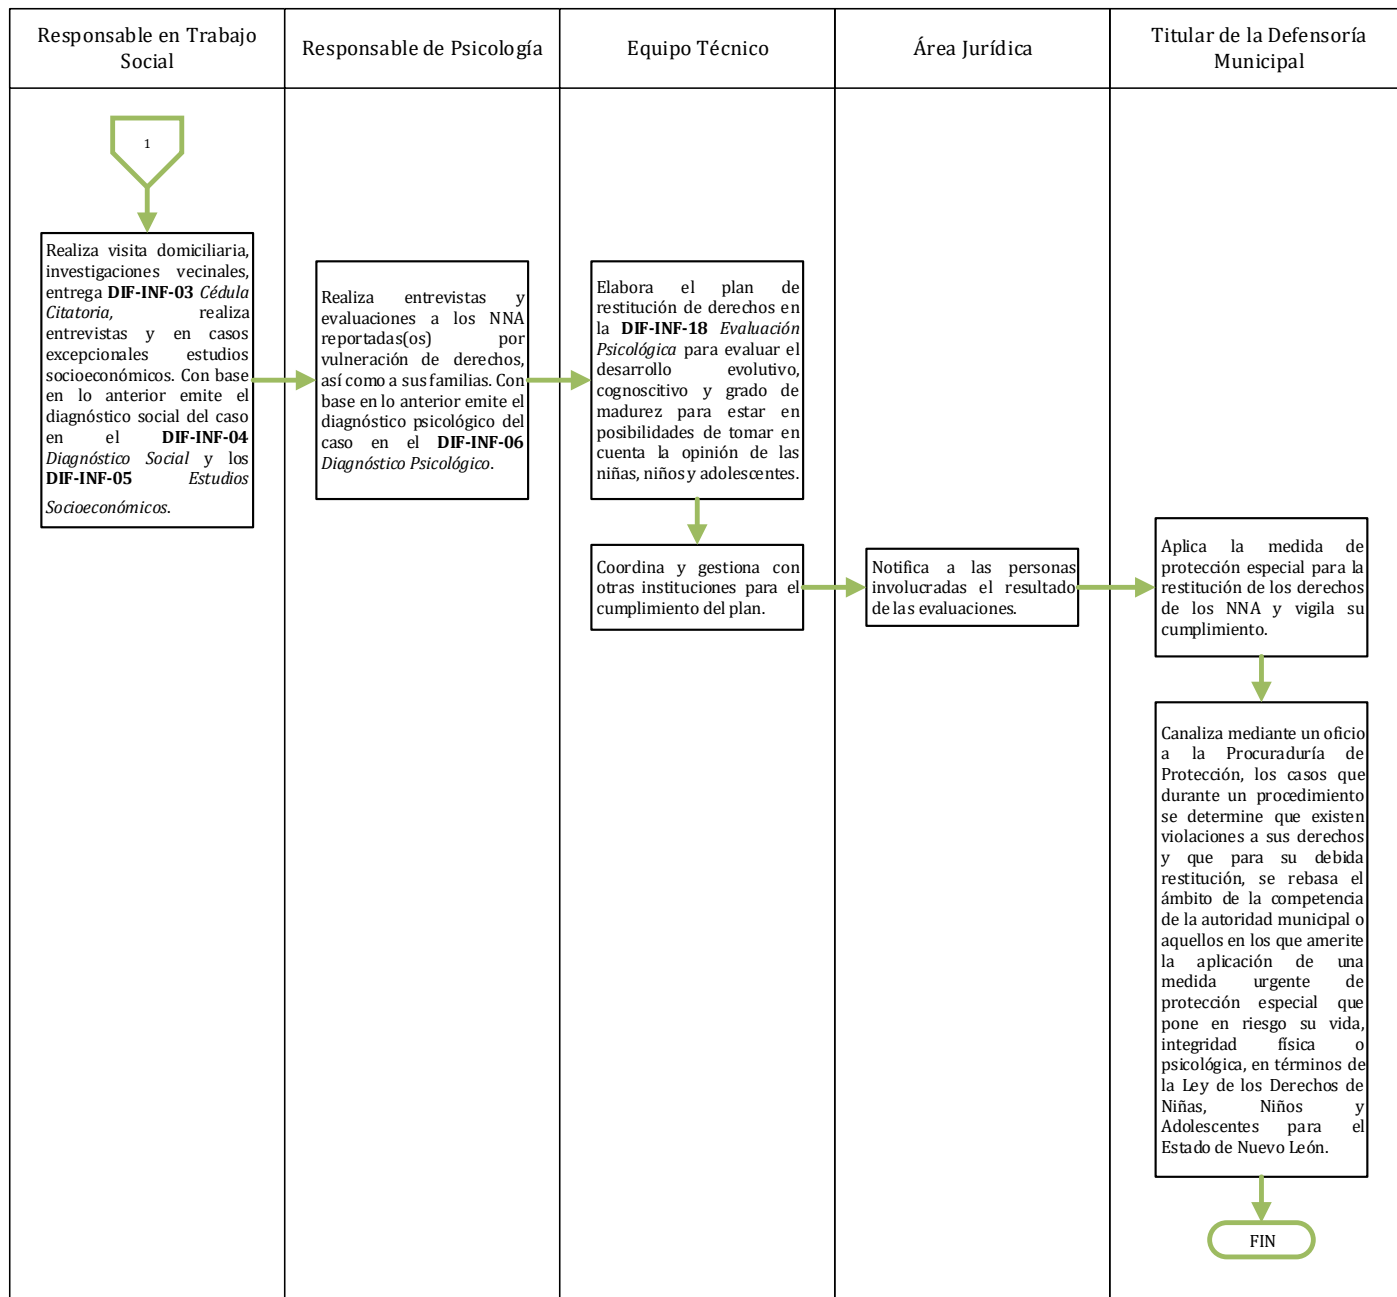 Responsable en Trabajo
Social
Responsable de Psicología
Equipo Técnico
Área Jurídica
Titular de la Defensoría
Municipal
1
Realiza visita domiciliaria,
investigaciones vecinales,
entrega DIF-INF-03 Cédula
Citatoria, realiza
entrevistas y en casos
excepcionales estudios
socioeconómicos. Con base
en lo anterior emite el
diagnóstico social del caso
en el DIF-INF-04
Diagnóstico Social y los
DIF-INF-05 Estudios
Socioeconómicos.
Realiza entrevistas y
evaluaciones a los NNA
reportadas(os) por
vulneración de derechos,
así como a sus familias. Con
base en lo anterior emite el
diagnóstico psicológico del
caso en el DIF-INF-06
Diagnóstico Psicológico.
Elabora el plan de
restitución de derechos en
la DIF-INF-18 Evaluación
Psicológica para evaluar el
desarrollo evolutivo,
cognoscitivo y grado de
madurez para estar en
posibilidades de tomar en
cuenta la opinión de las
niñas, niños y adolescentes.
Coordina y gestiona con
otras instituciones para el
cumplimiento del plan.
Notifica a las personas
involucradas el resultado
de las evaluaciones.
Aplica la medida de
protección especial para la
restitución de los derechos
de los NNA y vigila su
cumplimiento.
Canaliza mediante un oficio
a la Procuraduría de
Protección, los casos que
durante un procedimiento
se determine que existen
violaciones a sus derechos
y que para su debida
restitución, se rebasa el
ámbito de la competencia
de la autoridad municipal o
aquellos en los que amerite
la aplicación de una
medida urgente de
protección especial que
pone en riesgo su vida,
integridad física o
psicológica, en términos de
la Ley de los Derechos de
Niñas, Niños y
Adolescentes para el
Estado de Nuevo León.
FIN